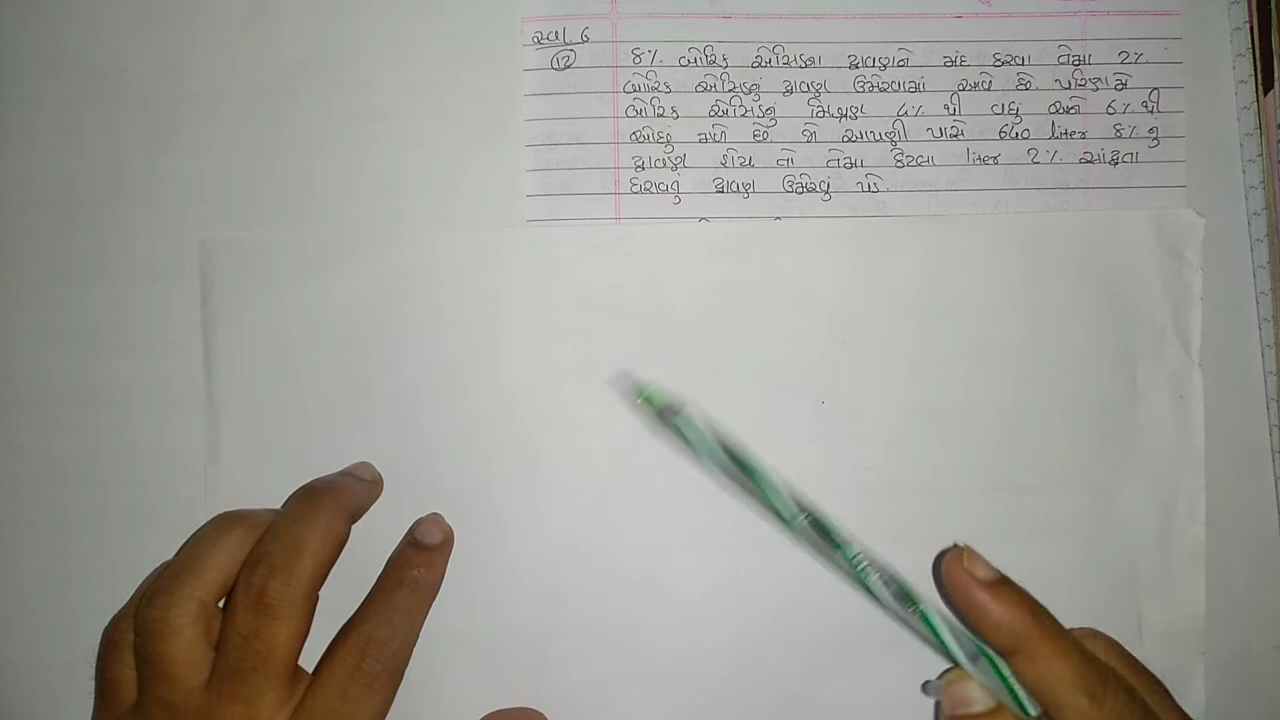 સ્વા. 6
(12) 8% બોરિક એસિડના દ્રાવણને મંદ કરવા તેમા 2%
બોરિક એસિડનું દ્રાવણ ઉમેરવામાં આવે છે. પરિણામે
બોરિક એસિડનું મિશ્રણ 4% થી વધુ અને 6% થી
ઓછું મળે છે. જો આપણી પાસે 640 liter 8% નુ
દ્રાવણ હોય તો તેમા કેટલા liter 2% સાંદ્રતા
ધરાવતુ દ્રાવણ ઉમેરવું પડે.